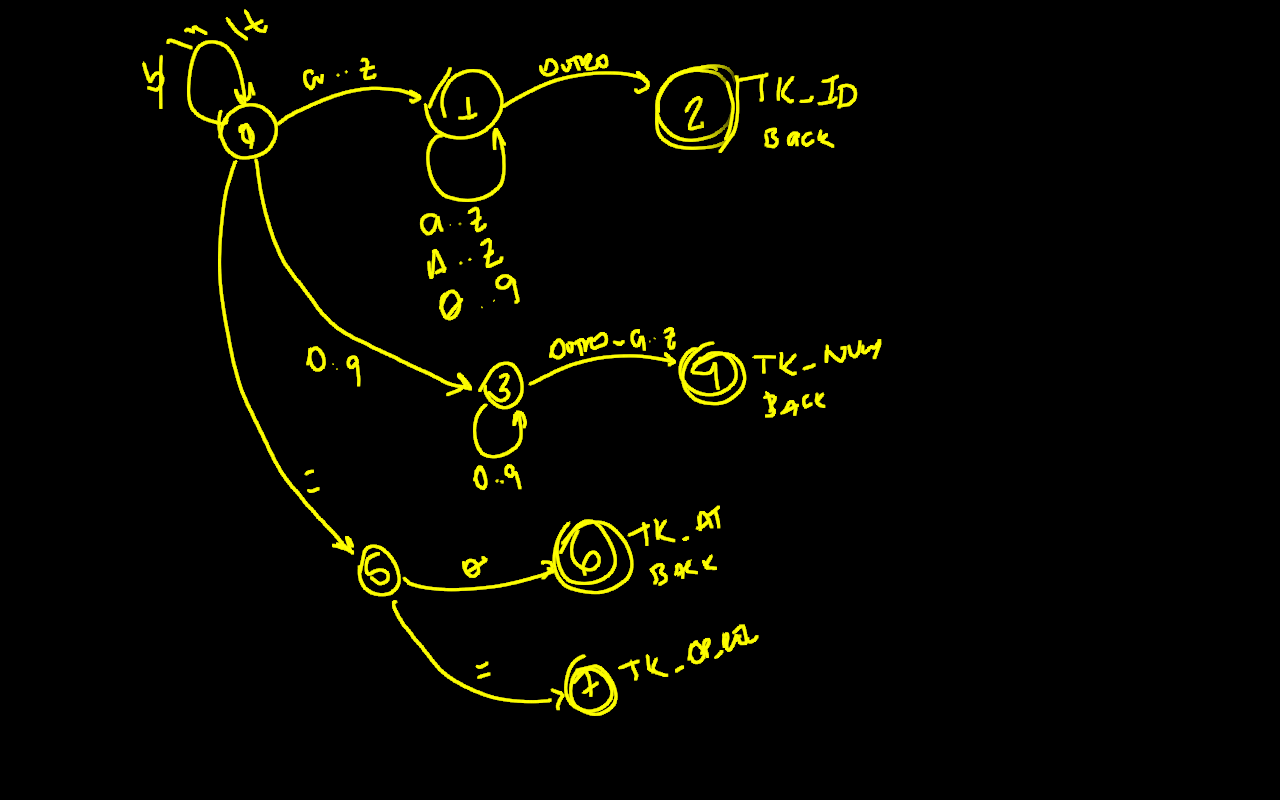 \n \t
b/
a..z
OUTRO
0
1
2
TK_ID
BACK
a..z
A..Z
0..9
0..9
OUTRO - a..z
3
4
TK_NUM
BACK
0..9
=
5
6
TK_AT
BACK
=
7
TK_OP_REL